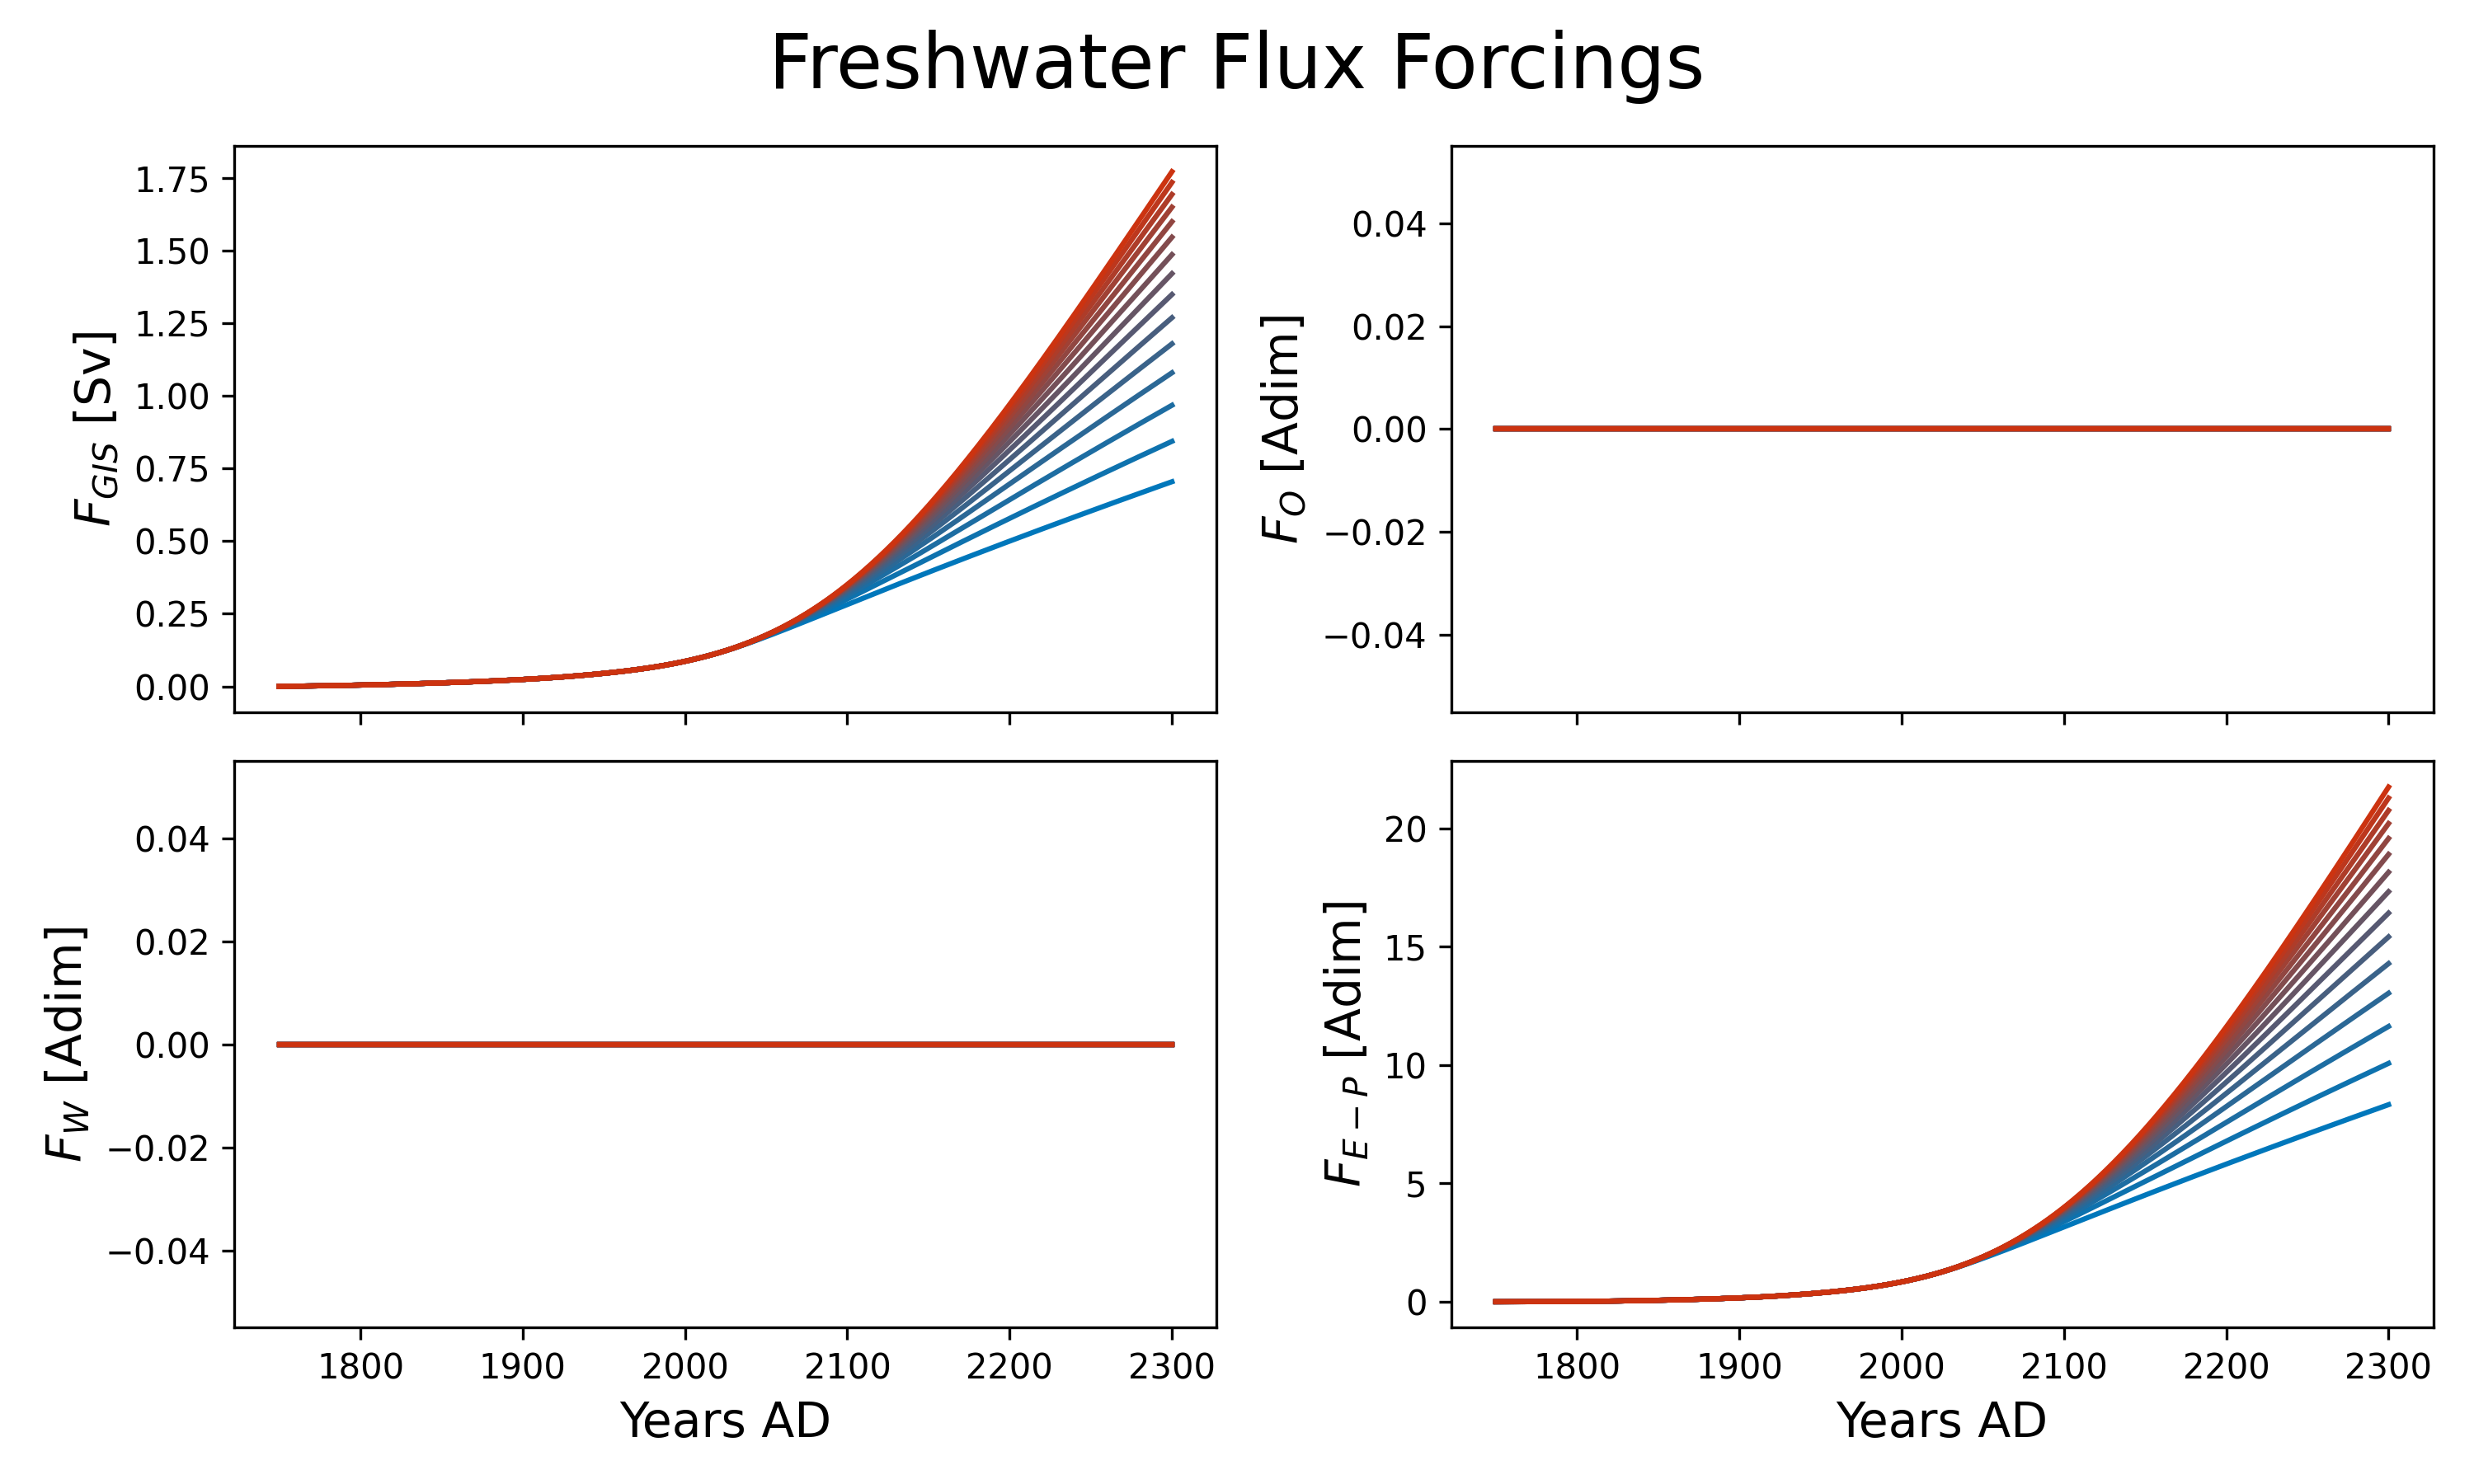 Freshwater Flux Forcings
F_GIS [Sv]
1.75
1.50
1.25
1.00
0.75
0.50
0.25
0.00
F_O [Adim]
0.04
0.02
0.00
−0.02
−0.04
F_W [Adim]
0.04
0.02
0.00
−0.02
−0.04
1800 1900 2000 2100 2200 2300
Years AD
F_E−P [Adim]
20
15
10
5
0
1800 1900 2000 2100 2200 2300
Years AD